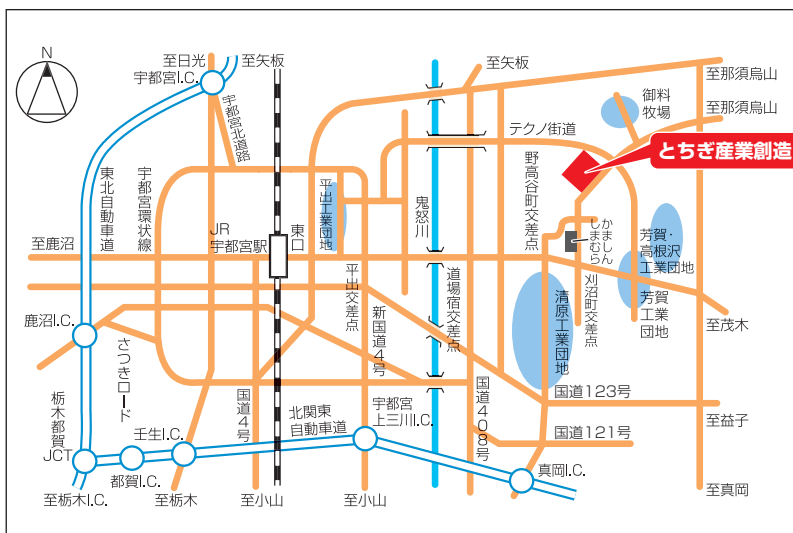 N
至日光
至矢板
宇都宮I.C.
至矢板
至那須烏山
御料
牧場
至那須烏山
宇都宮北道路
テクノ街道
とちぎ産業創造
東北自動車道
宇都宮環状線
平出工業団地
鬼怒川
野高谷町交差点
かましん
しまむら
JR
宇都宮駅
東口
至鹿沼
芳賀・
高根沢
工業団地
道場宿交差点
刈沼町交差点
平出交差点
新国道4号
清原工業団地
芳賀
工業
団地
鹿沼I.C.
至茂木
さつきロード
国道4号
国道408号
国道123号
栃木都賀
JCT
壬生I.C.
北関東
自動車道
宇都宮
上三川I.C.
至益子
国道121号
都賀I.C.
真岡I.C.
至栃木I.C.
至栃木
至小山
至小山
至真岡